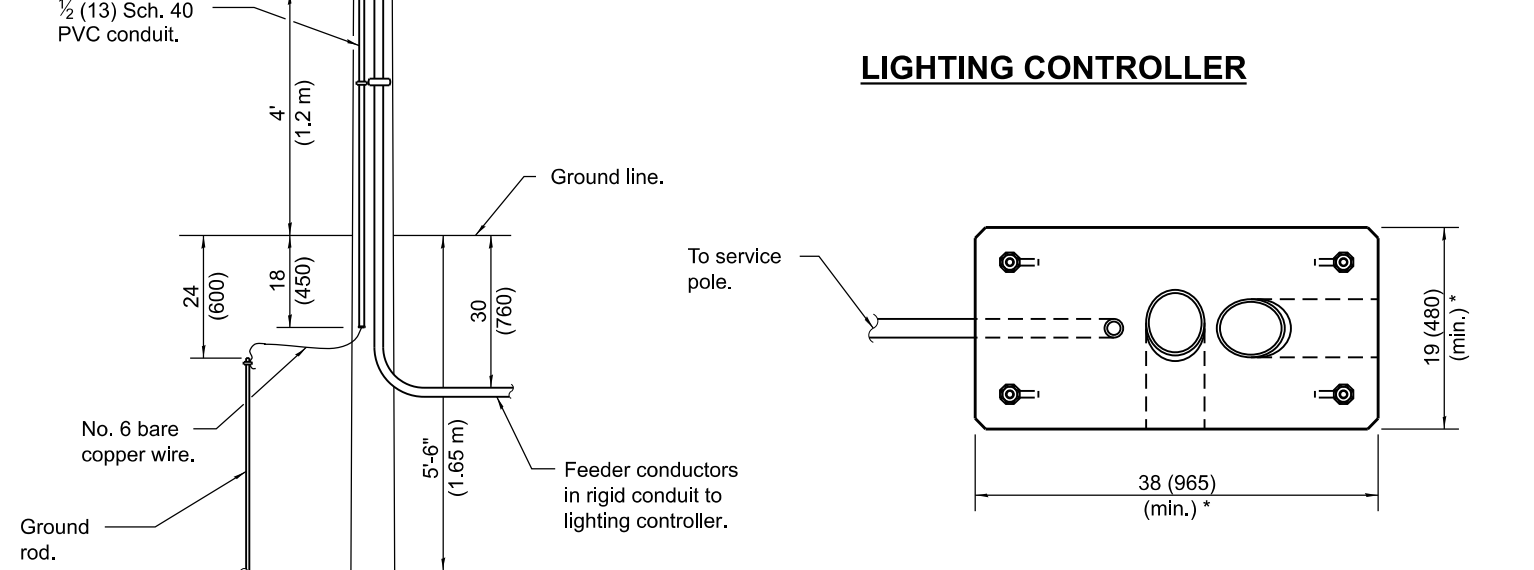 ½ (13) Sch. 40
PVC conduit.
4'
(1.2 m)
Ground line.
24
(600)
18
(450)
30
(760)
No. 6 bare
copper wire.
5'-6"
(1.65 m)
Feeder conductors
in rigid conduit to
lighting controller.
Ground
rod.
LIGHTING CONTROLLER
To service
pole.
19 (480)
(min.) *
38 (965)
(min.) *